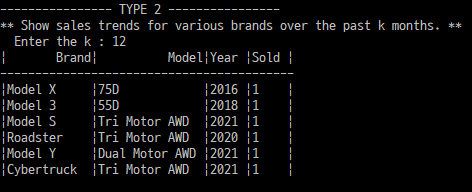 ---------------- TYPE 2 ----------------
** Show sales trends for various brands over the past k months. **
  Enter the k : 12
¦       Brand¦          Model¦Year ¦Sold ¦
------------------------------------------
¦Model X     ¦75D            ¦2016 ¦1    ¦
¦Model 3     ¦55D            ¦2018 ¦1    ¦
¦Model S     ¦Tri Motor AWD  ¦2021 ¦1    ¦
¦Roadster    ¦Tri Motor AWD  ¦2020 ¦1    ¦
¦Model Y     ¦Dual Motor AWD ¦2021 ¦1    ¦
¦Cybertruck  ¦Tri Motor AWD  ¦2021 ¦1    ¦